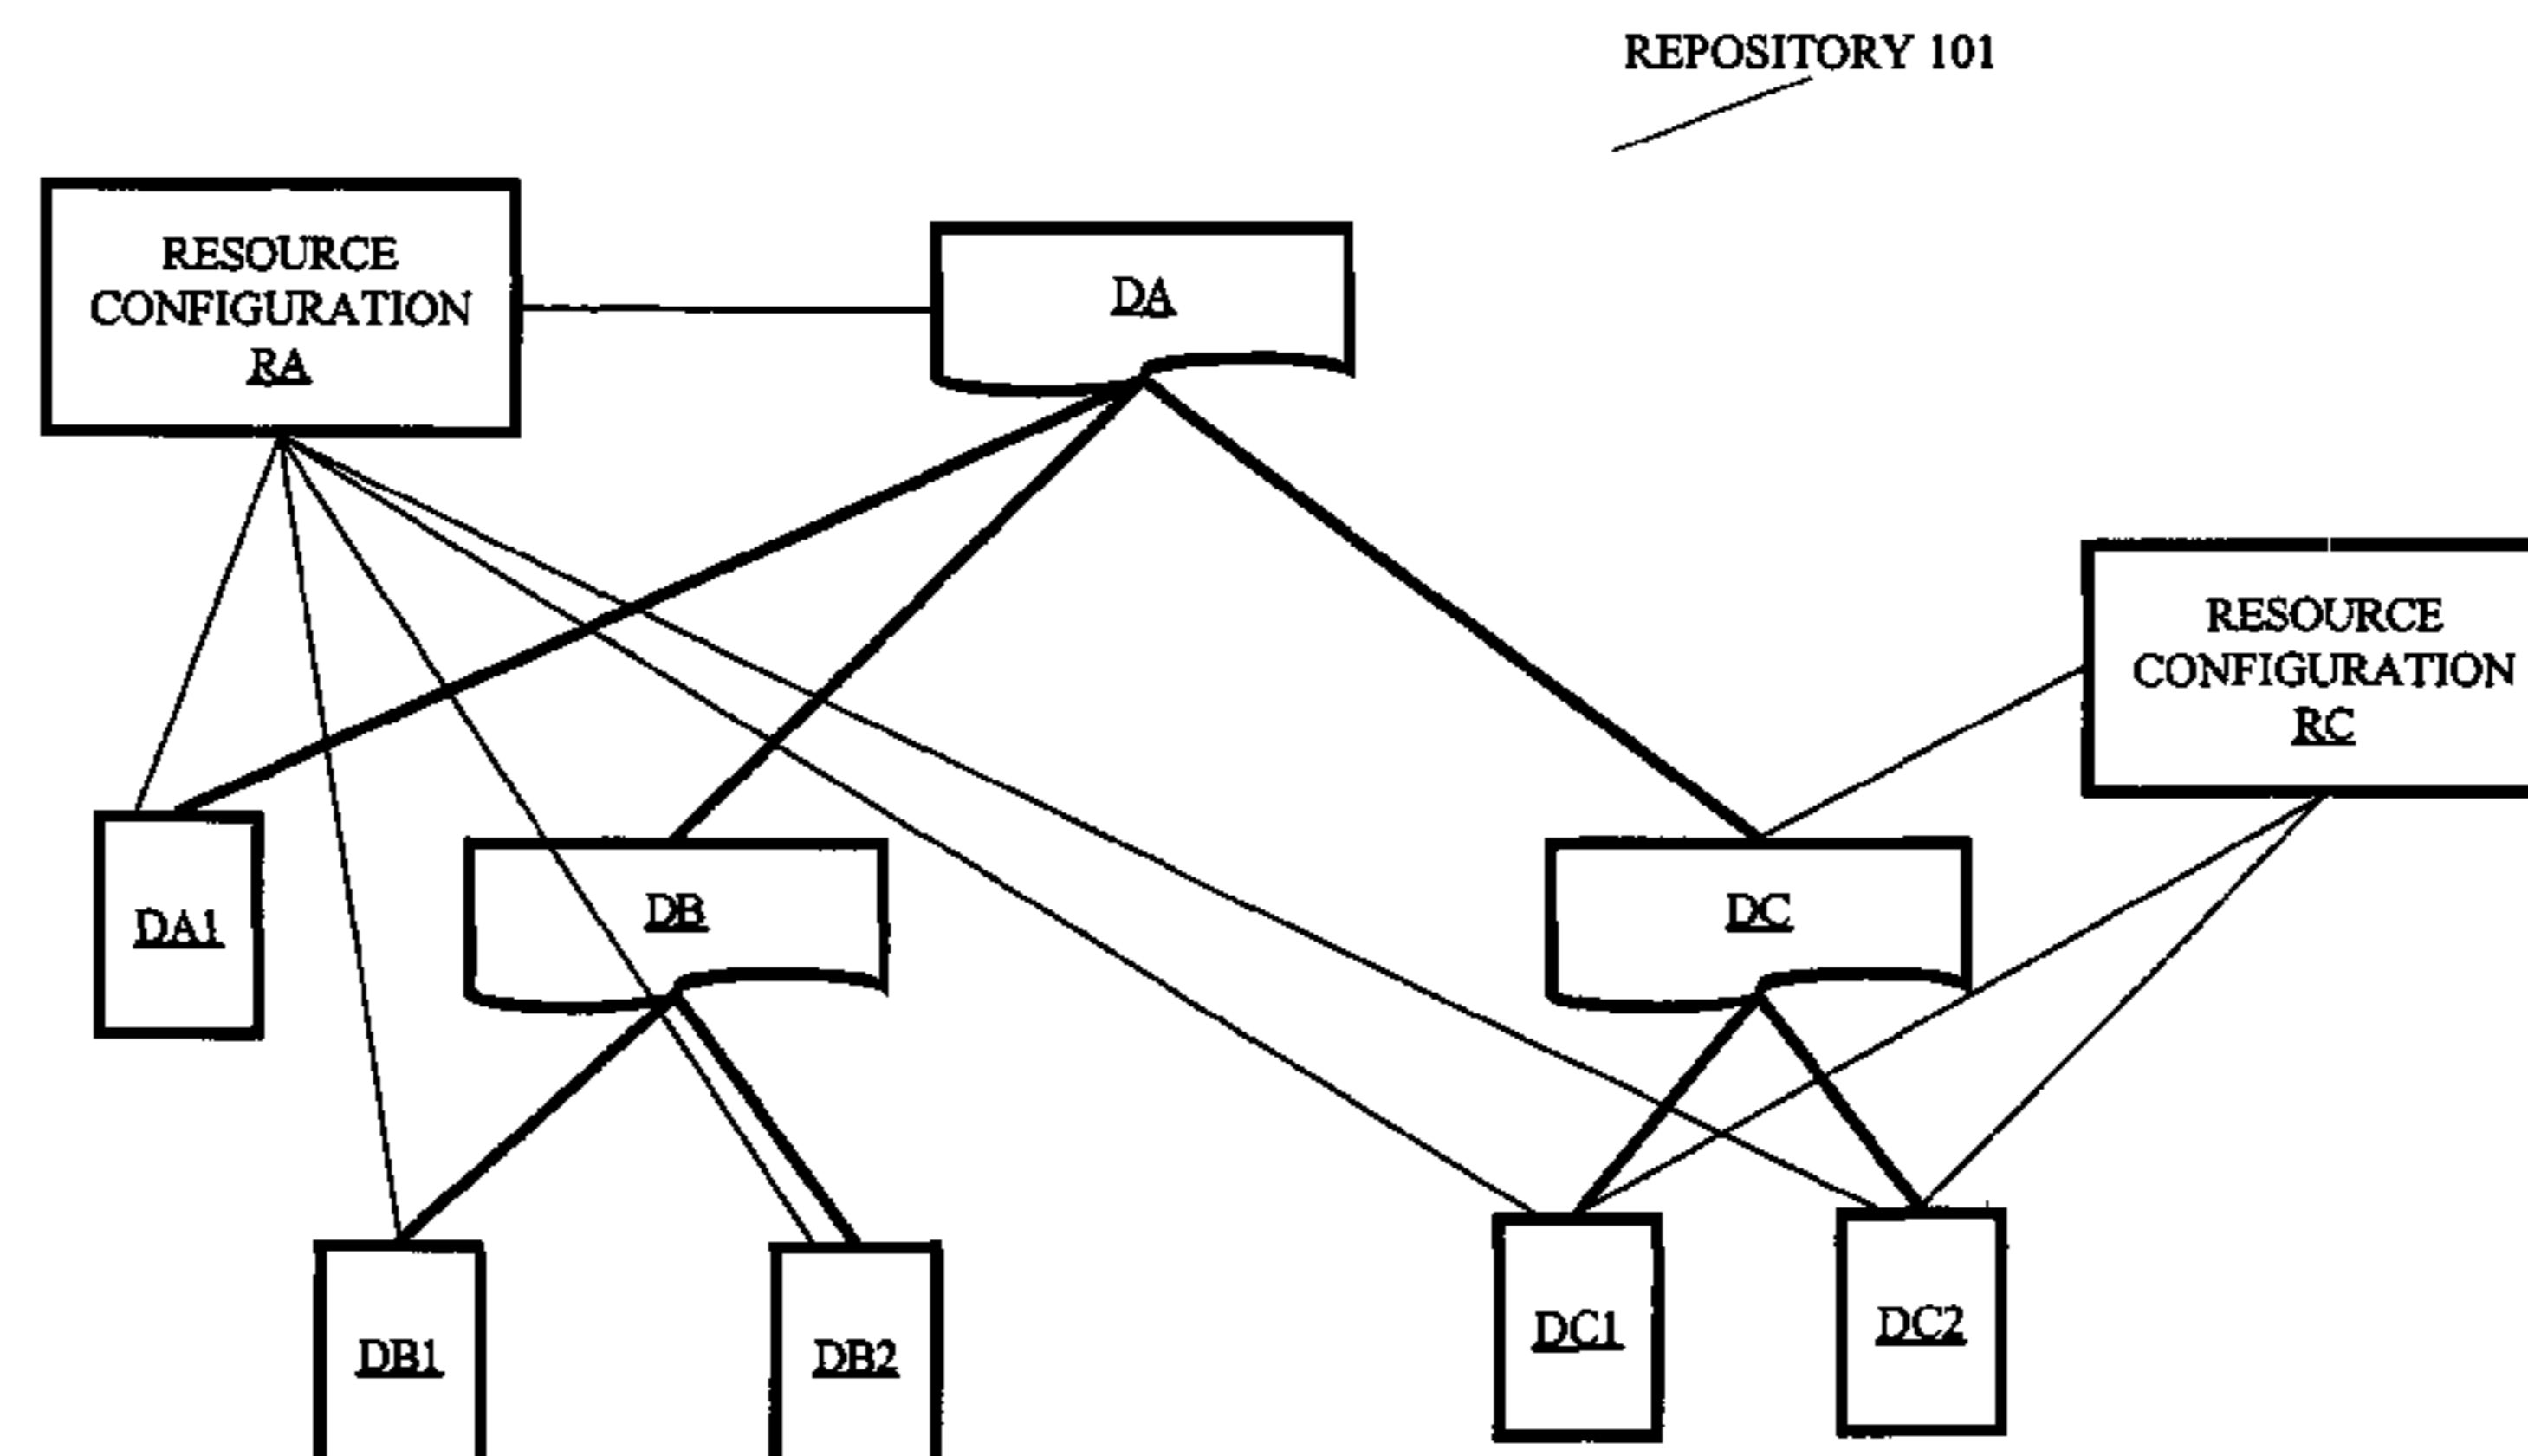 REPOSITORY 101
RESOURCE
CONFIGURATION
RA
DA
RESOURCE
CONFIGURATION
RC
DA1
DB
DC
DB1
DB2
DC1
DC2